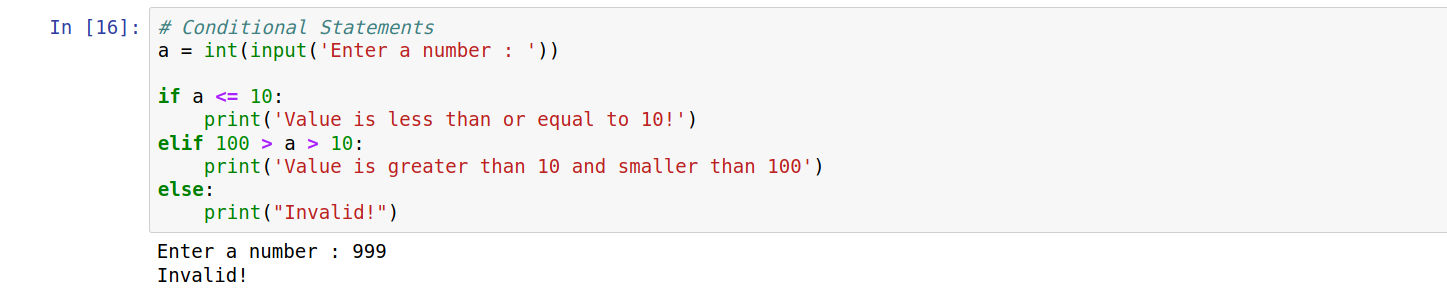 In [16]: # Conditional Statements
a = int(input('Enter a number : '))
if a <= 10:
    print('Value is less than or equal to 10!')
elif 100 > a > 10:
    print('Value is greater than 10 and smaller than 100')
else:
    print("Invalid!")
Enter a number : 999
Invalid!